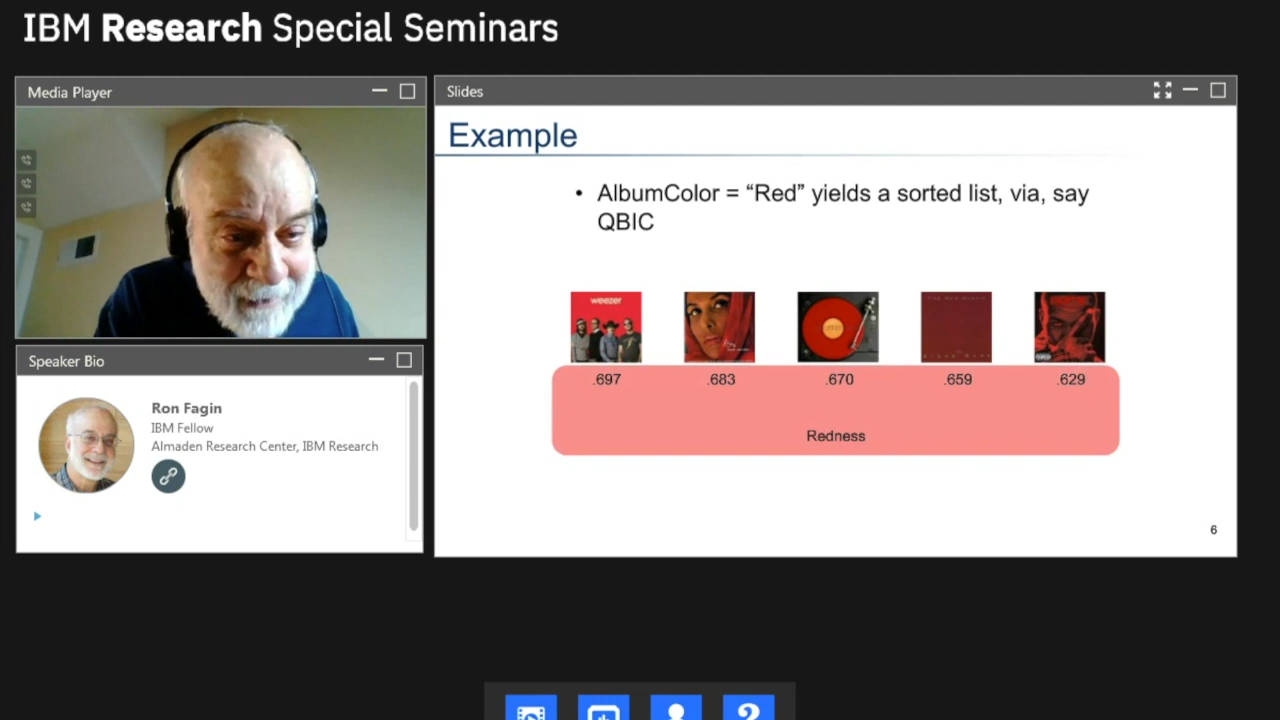 IBM Research Special Seminars
Media Player
Speaker Bio
Ron Fagin
IBM Fellow
Almaden Research Center, IBM Research
Slides
Example
• AlbumColor = “Red” yields a sorted list, via, say
QBIC
weezer
.697 .683 .670 .659 .629
Redness
6
?